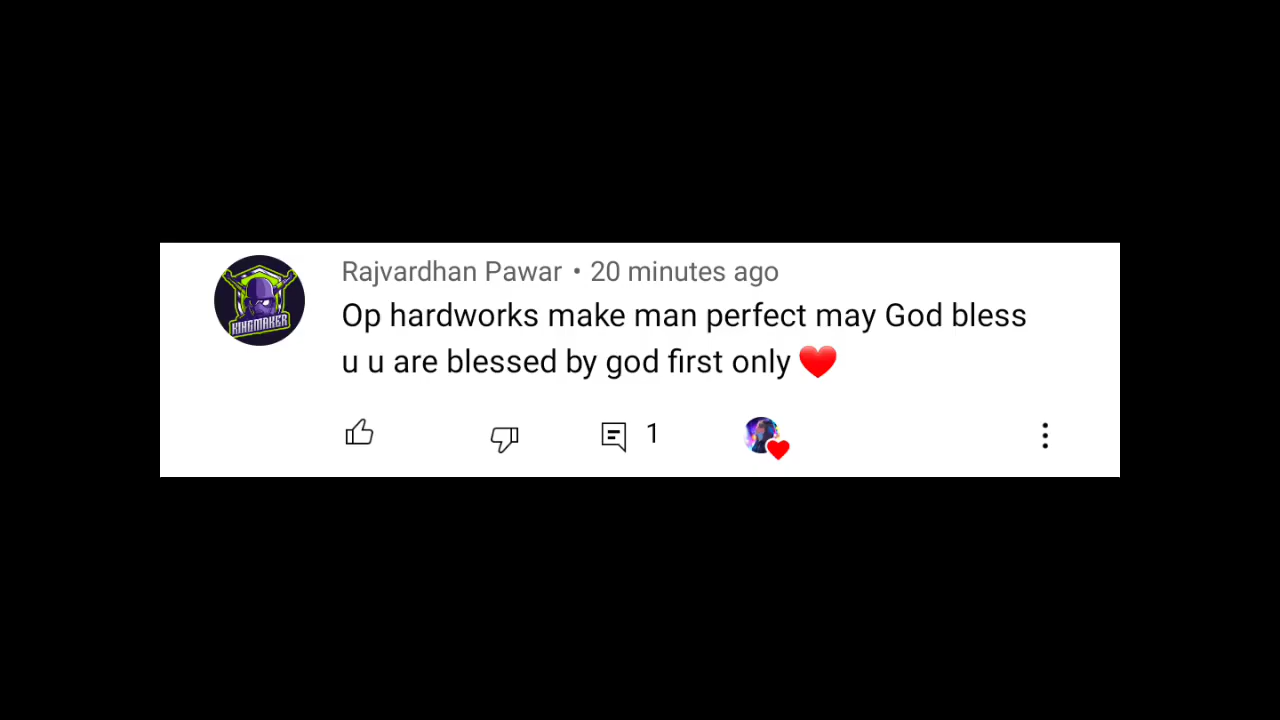 Rajvardhan Pawar • 20 minutes ago
Op hardworks make man perfect may God bless
u u are blessed by god first only ❤️
1
KINGMAKER